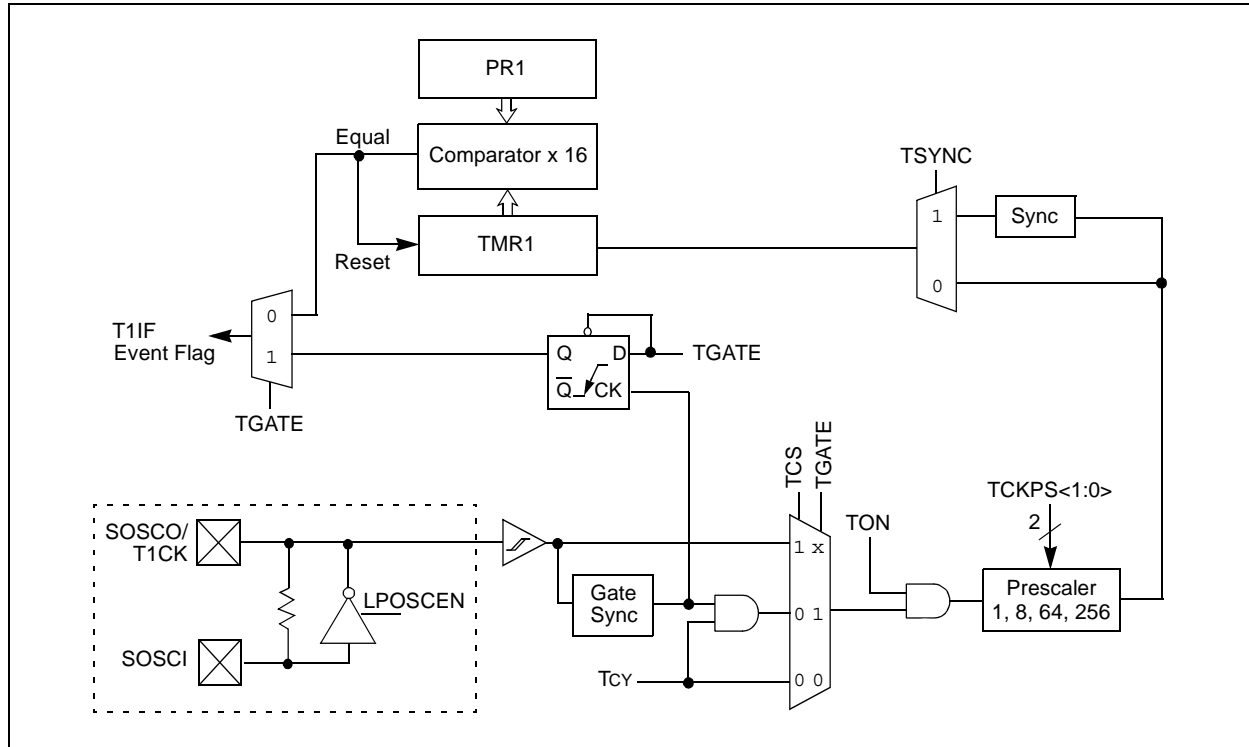 PR1
Equal
Comparator x 16
TSYNC
1
Sync
TMR1
Reset
0
0
T1IF
Event Flag
1
Q
D
TGATE
Q̅
CK
TGATE
TCS
TGATE
TCKPS<1:0>
2
TON
SOSCO/
T1CK
1 x
Prescaler
1, 8, 64, 256
LPOSCEN
Gate
Sync
0 1
SOSCI
TCY
0 0